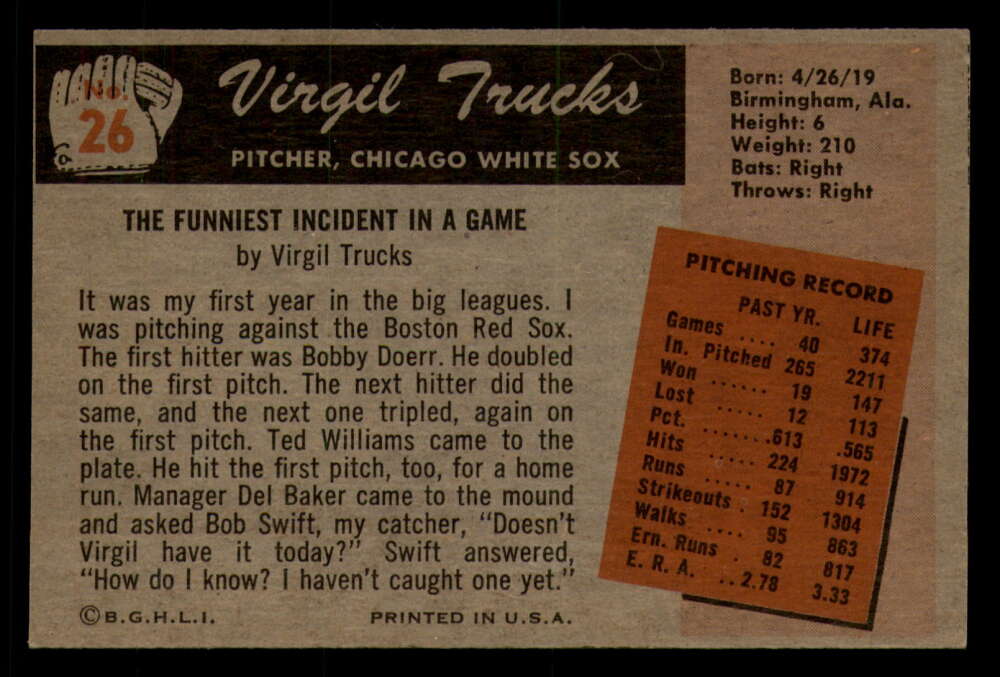 No.
26
Virgil Trucks
PITCHER, CHICAGO WHITE SOX
Born: 4/26/19
Birmingham, Ala.
Height: 6
Weight: 210
Bats: Right
Throws: Right
THE FUNNIEST INCIDENT IN A GAME
by Virgil Trucks
It was my first year in the big leagues. I
was pitching against the Boston Red Sox.
The first hitter was Bobby Doerr. He doubled
on the first pitch. The next hitter did the
same, and the next one tripled, again on
the first pitch. Ted Williams came to the
plate. He hit the first pitch, too, for a home
run. Manager Del Baker came to the mound
and asked Bob Swift, my catcher, “Doesn't
Virgil have it today?” Swift answered,
“How do I know? I haven't caught one yet.”
PITCHING RECORD
PAST YR. LIFE
Games .... 40 374
In. Pitched 265 2211
Won ...... 19 147
Lost ..... 12 113
Pct. .......613 .565
Hits ..... 224 1972
Runs ..... 87 914
Strikeouts . 152 1304
Walks .... 95 863
Ern. Runs . 82 817
E. R. A. ..2.78 3.33
©B.G.H.L.I. PRINTED IN U.S.A.